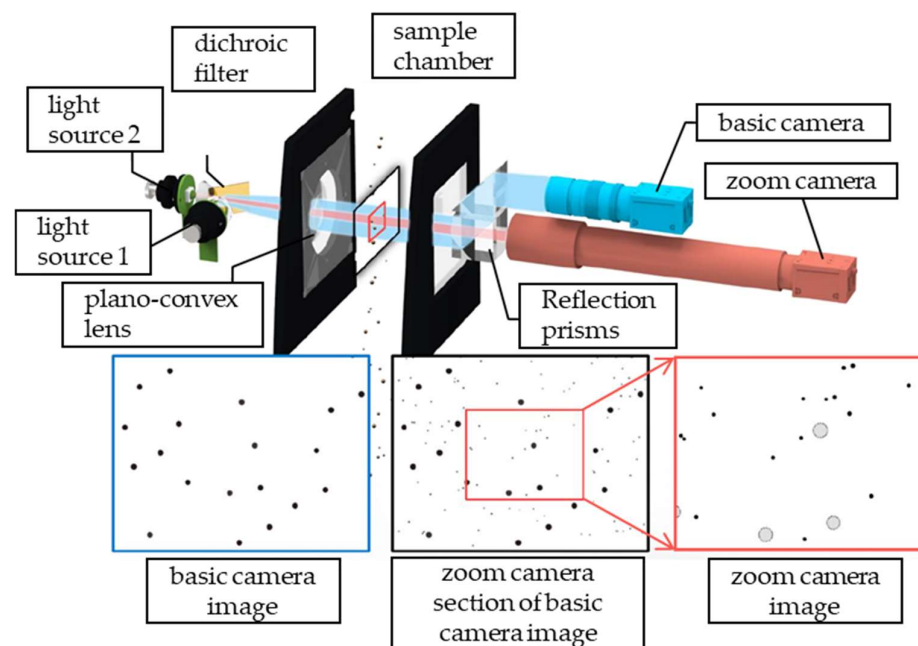 dichroic
filter
sample
chamber
light
source 2
basic camera
zoom camera
light
source 1
plano-convex
lens
Reflection
prisms
basic camera
image
zoom camera
section of basic
camera image
zoom camera
image